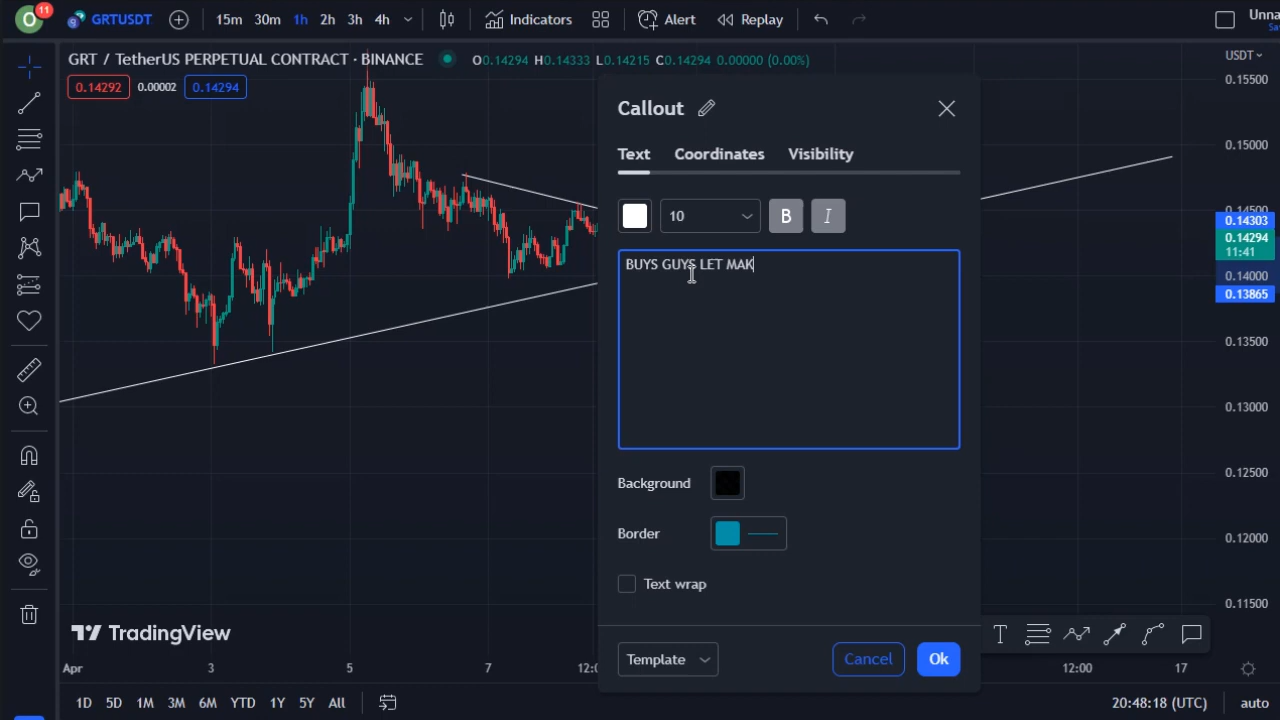 O 11 GRTUSDT 15m 30m 1h 2h 3h 4h Indicators Alert Replay Unna
GRT / TetherUS PERPETUAL CONTRACT · BINANCE O0.14294 H0.14333 L0.14215 C0.14294 0.00000 (0.00%) USDT
0.14292 0.00002 0.14294
Callout
Text Coordinates Visibility
10 B I
BUYS GUYS LET MAK
Background
Border
Text wrap
Template Cancel Ok
0.15500
0.15000
0.14500
0.14303
0.14294
11:41
0.14000
0.13865
0.13500
0.13000
0.12500
0.12000
0.11500
TradingView
T
Apr 3 5 7 12:0 12:00 17
1D 5D 1M 3M 6M YTD 1Y 5Y All 20:48:18 (UTC) auto